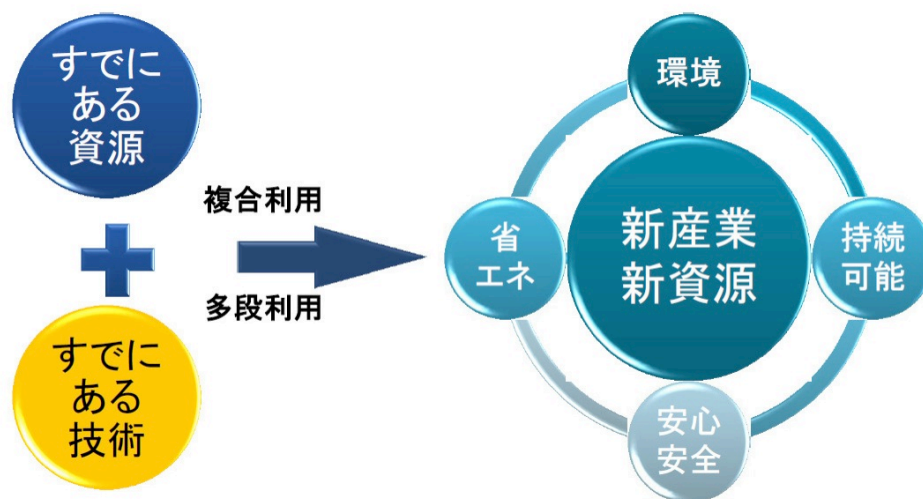 すでに
ある
資源
すでに
ある
技術
複合利用
多段利用
環境
省
エネ
新産業
新資源
持続
可能
安心
安全